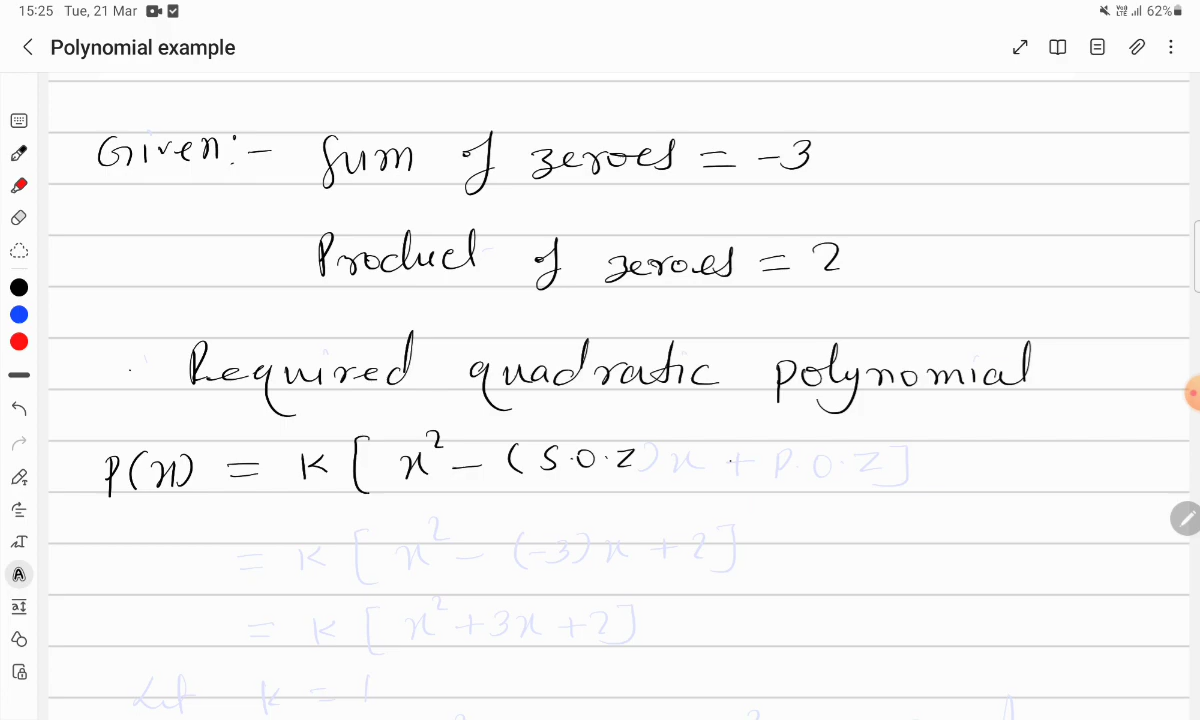 15:25 Tue, 21 Mar 62%
Polynomial example
Given:- Sum of zeroes = -3
Product of zeroes = 2
Required quadratic polynomial
P(x) = K [ x² - (S.O.Z)x + P.O.Z]
= K [ x² - (-3)x + 2]
= K [ x² + 3x + 2]
Let K = 1